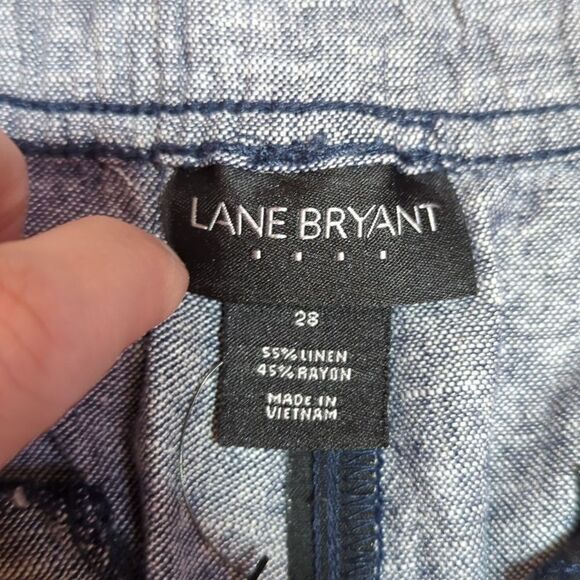 LANE BRYANT
28
55% LINEN
45% RAYON
MADE IN
VIETNAM